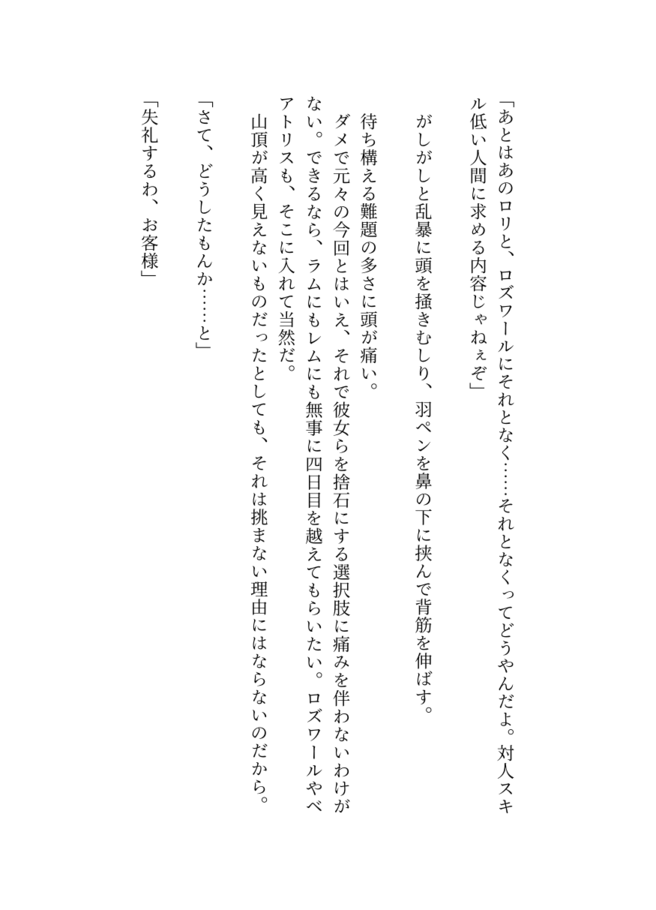 「あとはあのロリと、ロズワールにそれとなく……それとなくってどうやんだよ。対人スキ
ル低い人間に求める内容じゃねぇぞ」
がしがしと乱暴に頭を掻きむしり、羽ペンを鼻の下に挟んで背筋を伸ばす。
待ち構える難題の多さに頭が痛い。
ダメで元々の今回とはいえ、それで彼女らを捨石にする選択肢に痛みを伴わないわけが
ない。できるなら、ラムにもレムにも無事に四日目を越えてもらいたい。ロズワールやベ
アトリスも、そこに入れて当然だ。
山頂が高く見えないものだったとしても、それは挑まない理由にはならないのだから。
「さて、どうしたもんか……と」
「失礼するわ、お客様」